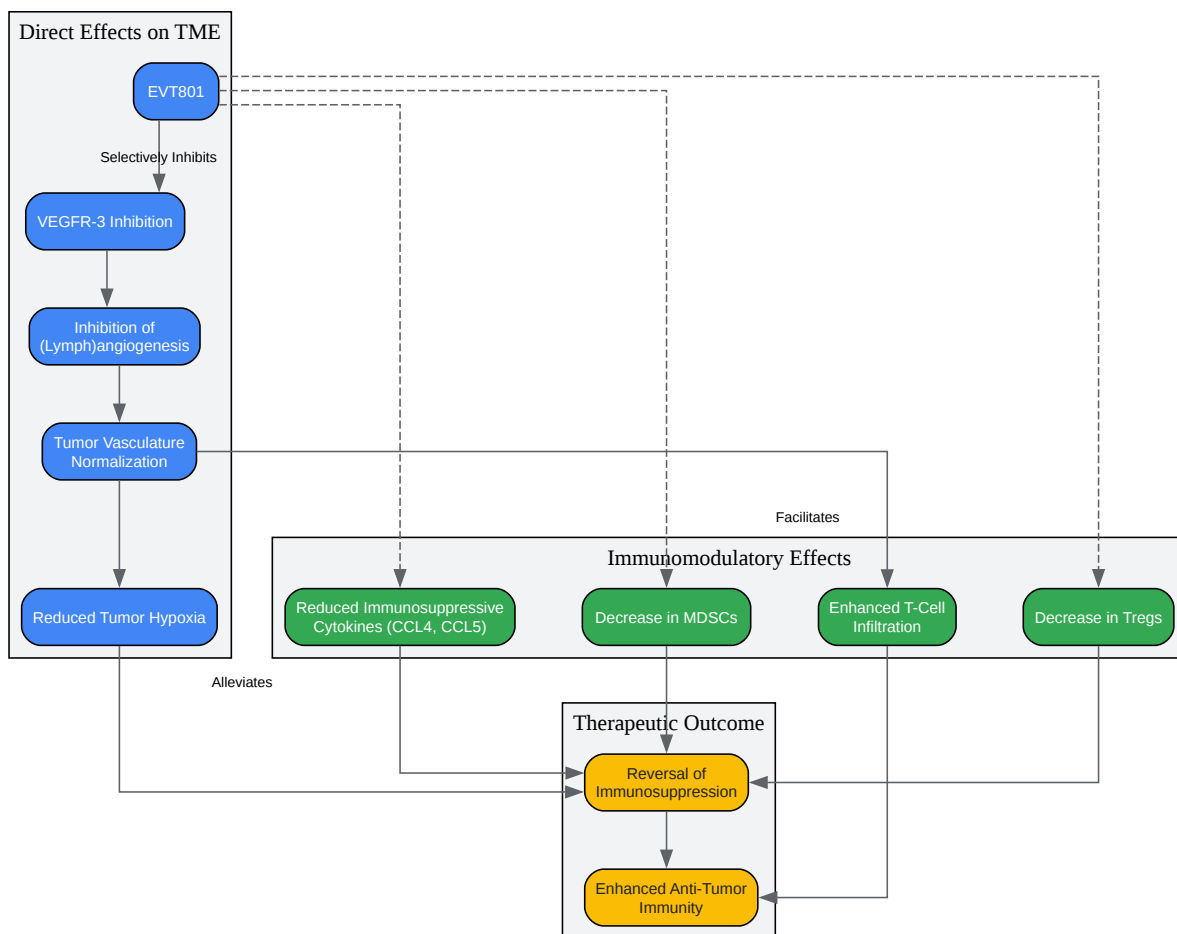 Direct Effects on TME
EVT801
Selectively Inhibits
VEGFR-3 Inhibition
Inhibition of
(Lymph)angiogenesis
Tumor Vasculature
Normalization
Facilitates
Immunomodulatory Effects
Reduced Tumor Hypoxia
Reduced Immunosuppressive
Cytokines (CCL4, CCL5)
Decrease in MDSCs
Enhanced T-Cell
Infiltration
Decrease in Tregs
Alleviates
Therapeutic Outcome
Reversal of
Immunosuppression
Enhanced Anti-Tumor
Immunity